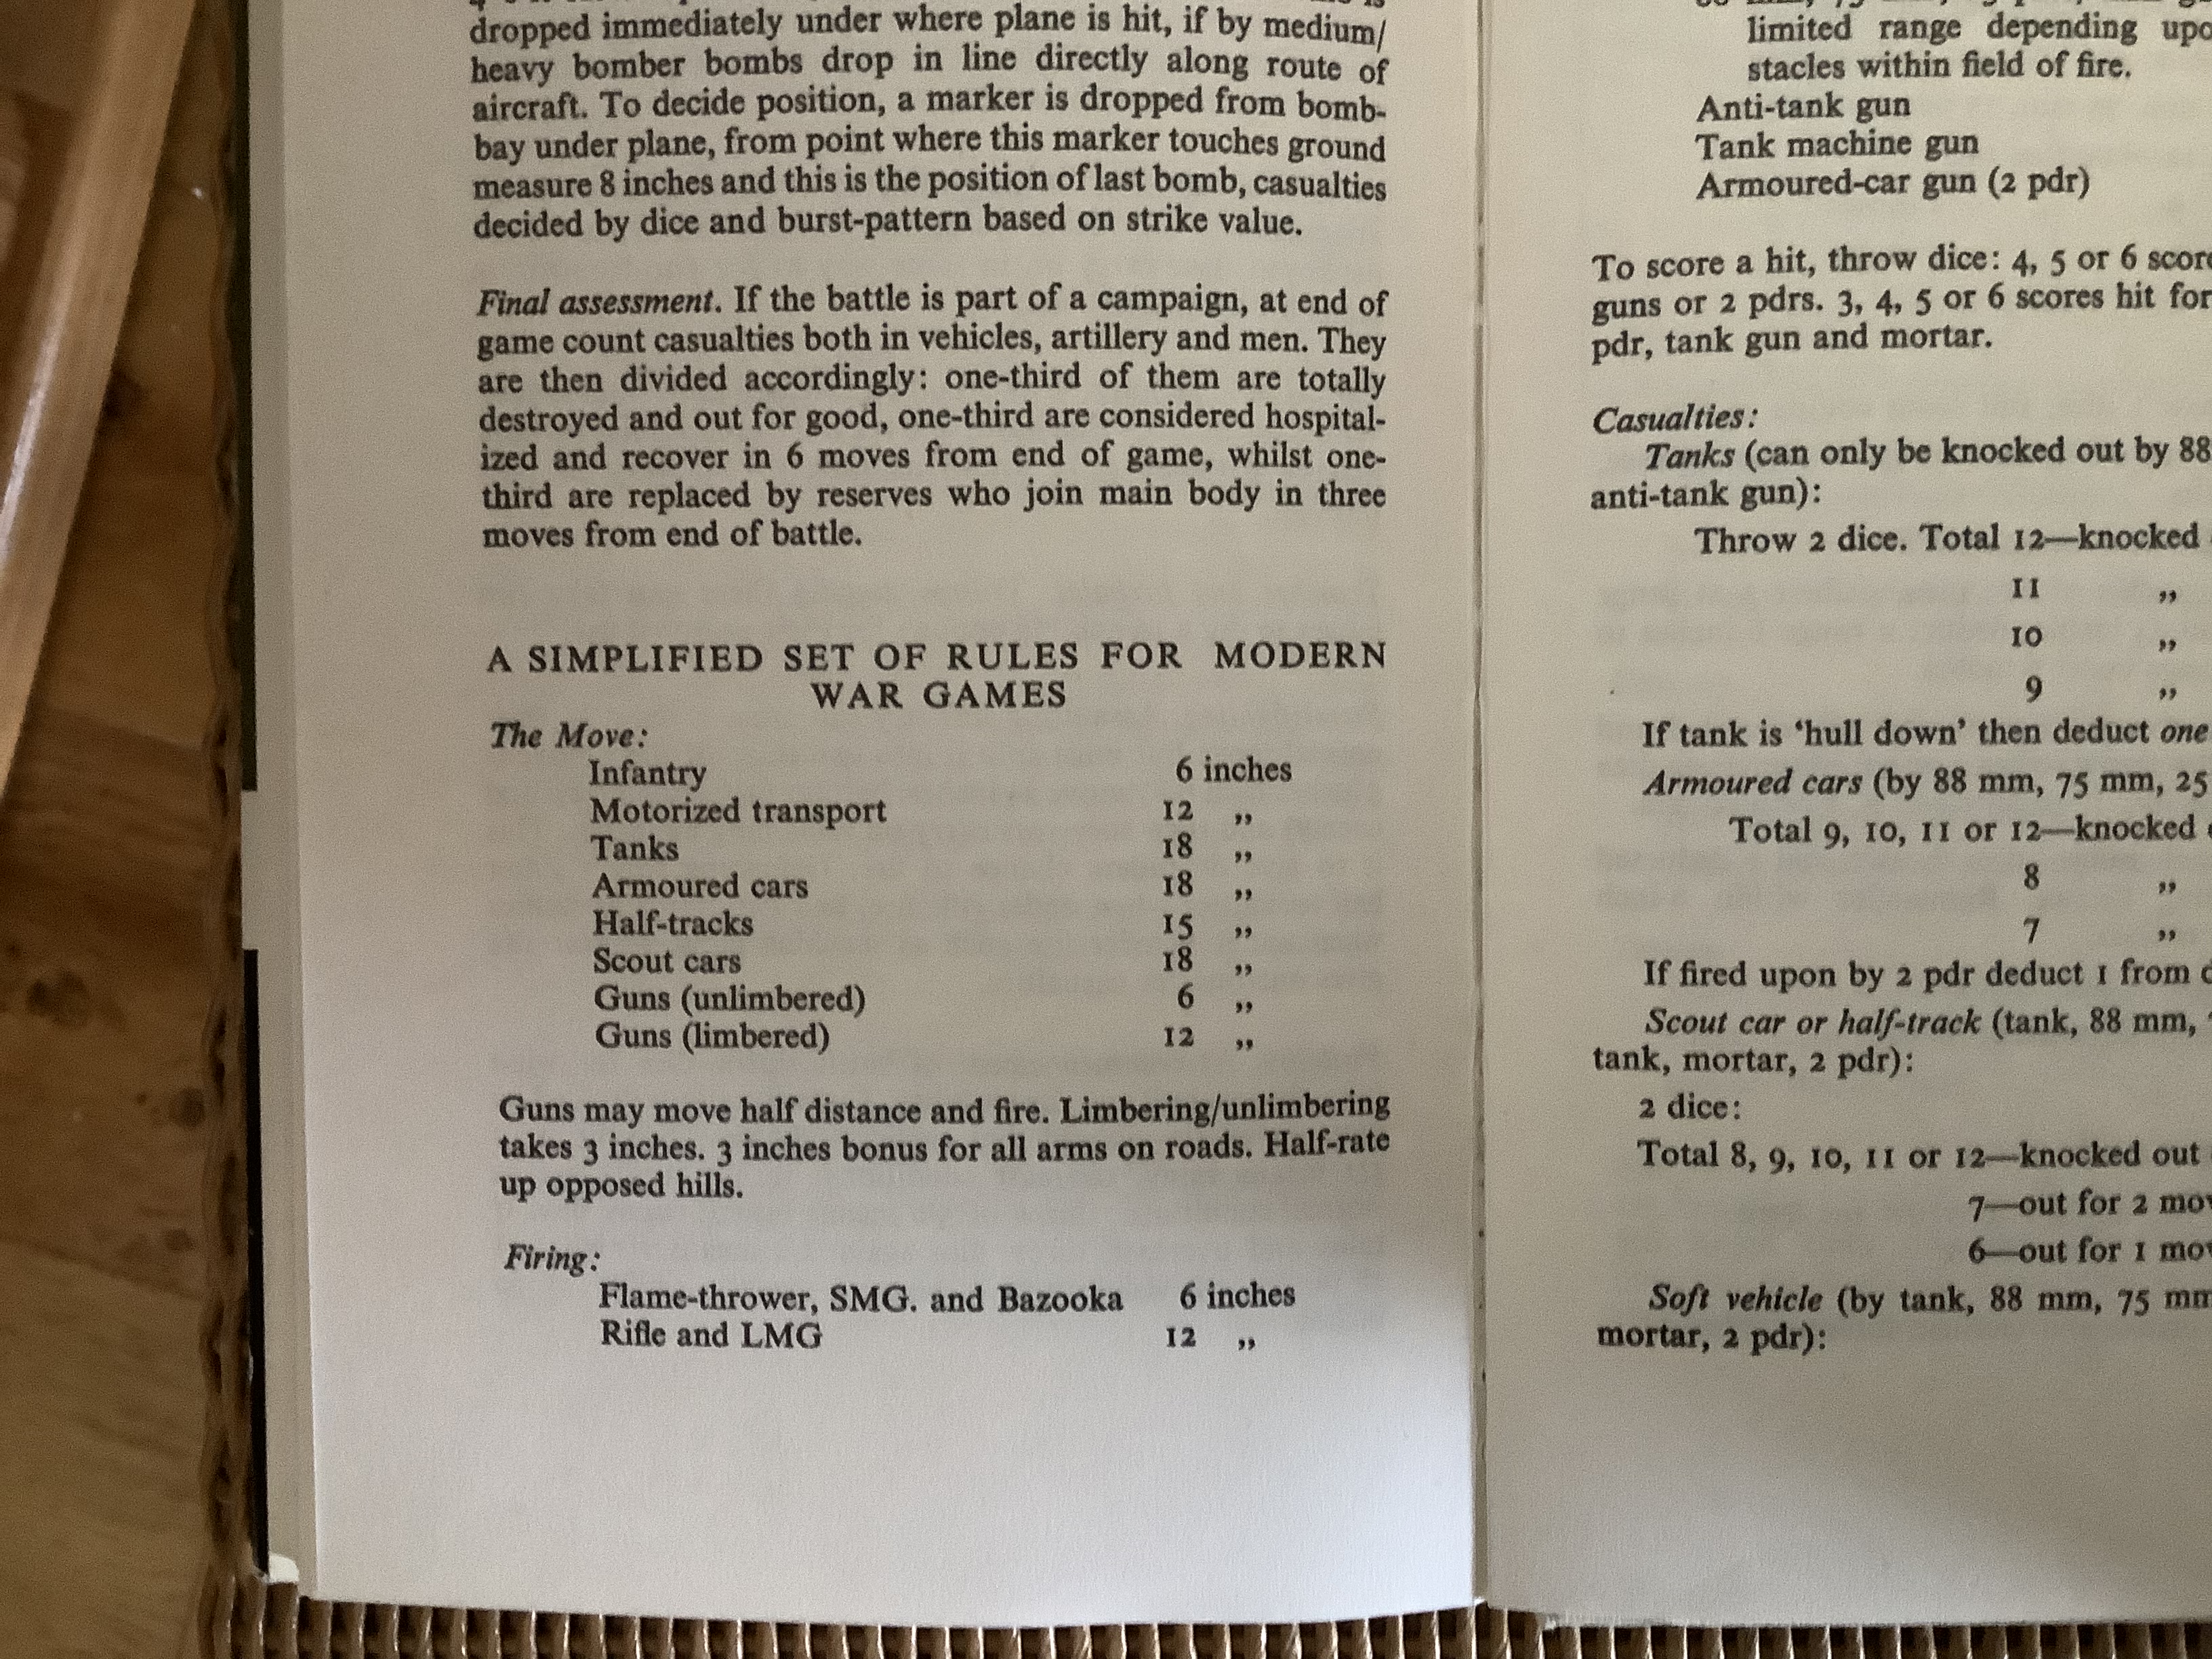 dropped immediately under where plane is hit, if by medium/
heavy bomber bombs drop in line directly along route of
aircraft. To decide position, a marker is dropped from bomb-
bay under plane, from point where this marker touches ground
measure 8 inches and this is the position of last bomb, casualties
decided by dice and burst-pattern based on strike value.
Final assessment. If the battle is part of a campaign, at end of
game count casualties both in vehicles, artillery and men. They
are then divided accordingly: one-third of them are totally
destroyed and out for good, one-third are considered hospital-
ized and recover in 6 moves from end of game, whilst one-
third are replaced by reserves who join main body in three
moves from end of battle.
A SIMPLIFIED SET OF RULES FOR MODERN
WAR GAMES
The Move:
Infantry 6 inches
Motorized transport 12 „
Tanks 18 „
Armoured cars 18 „
Half-tracks 15 „
Scout cars 18 „
Guns (unlimbered) 6 „
Guns (limbered) 12 „
Guns may move half distance and fire. Limbering/unlimbering
takes 3 inches. 3 inches bonus for all arms on roads. Half-rate
up opposed hills.
Firing:
Flame-thrower, SMG. and Bazooka 6 inches
Rifle and LMG 12 „
limited range depending
stacles within field of fire.
Anti-tank gun
Tank machine gun
Armoured-car gun (2 pdr)
To score a hit, throw dice: 4, 5 or 6
guns or 2 pdrs. 3, 4, 5 or 6 scores hit for
pdr, tank gun and mortar.
Casualties:
Tanks (can only be knocked out by 88
anti-tank gun):
Throw 2 dice. Total 12—knocked
11 „
10 „
9 „
If tank is ‘hull down’ then deduct one
Armoured cars (by 88 mm, 75 mm, 25
Total 9, 10, 11 or 12—knocked
8 „
7 „
If fired upon by 2 pdr deduct 1 from
Scout car or half-track (tank, 88 mm,
tank, mortar, 2 pdr):
2 dice:
Total 8, 9, 10, 11 or 12—knocked out
7—out for 2
6—out for 1
Soft vehicle (by tank, 88 mm, 75 mm
mortar, 2 pdr):